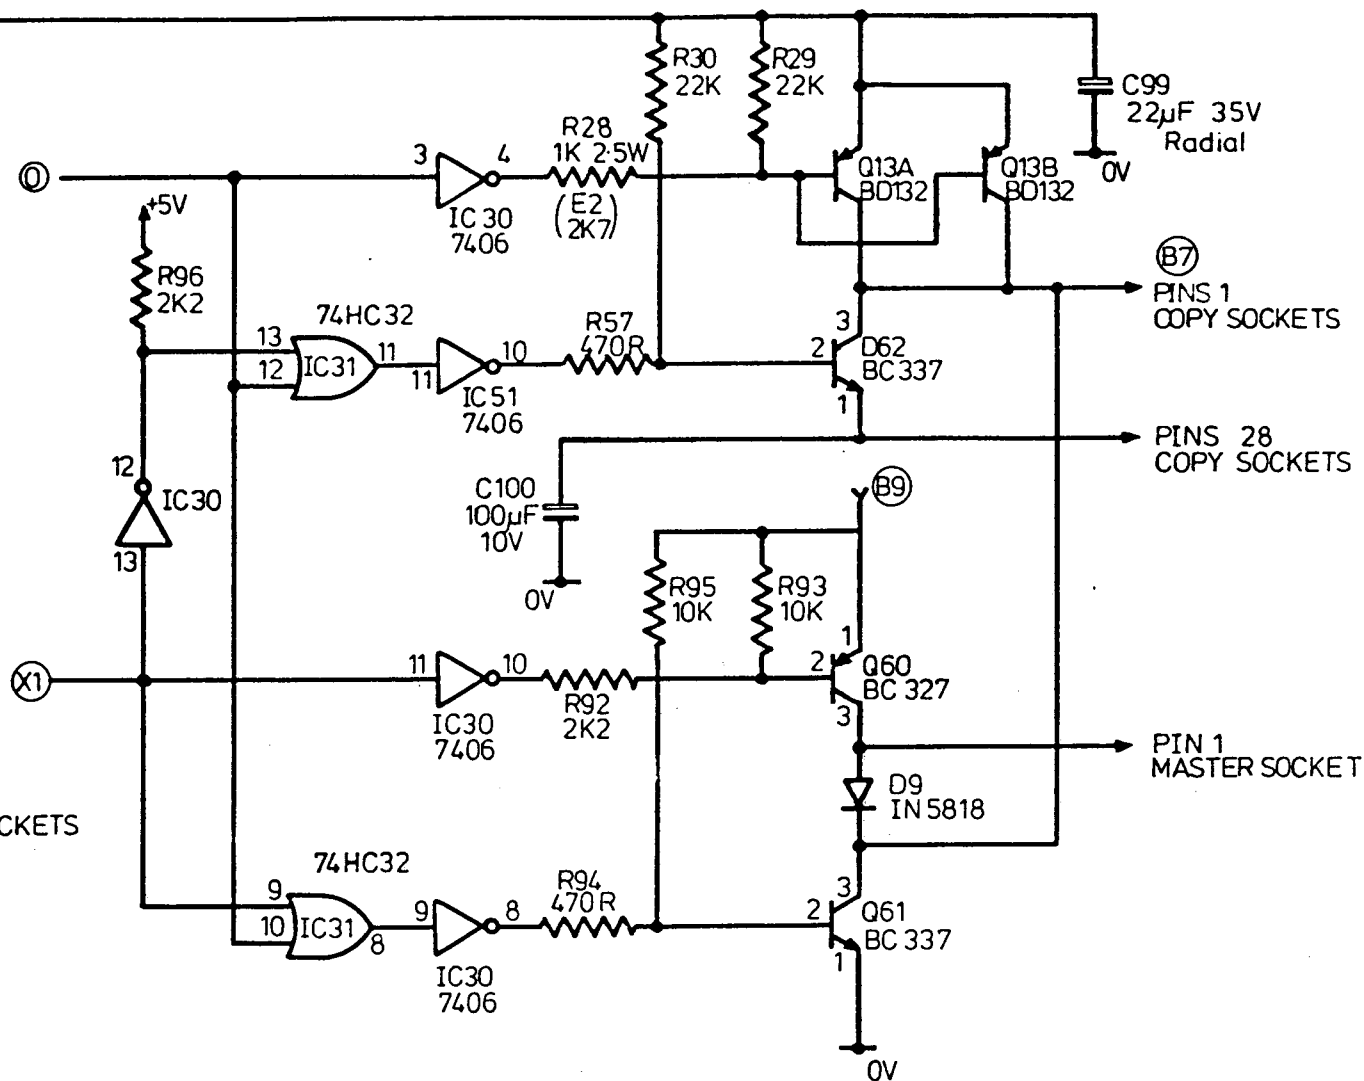 R30
22K
R29
22K
C99
22µF 35V
Radial
0V
R28
1K 2·5W
(E2
2K7)
3
4
IC 30
7406
Q13A
BD132
Q13B
BD132
O
+5V
R96
2K2
B7
PINS 1
COPY SOCKETS
74HC32
13
12
IC31
11
11
10
IC51
7406
R57
470R
3
2
1
D62
BC 337
PINS 28
COPY SOCKETS
12
IC30
13
C100
100µF
10V
0V
B9
R95
10K
R93
10K
X1
11
10
IC30
7406
R92
2K2
1
2
3
Q60
BC 327
PIN 1
MASTER SOCKET
D9
IN 5818
CKETS
74HC32
9
10
IC31
8
9
8
IC30
7406
R94
470R
3
2
1
Q61
BC 337
0V